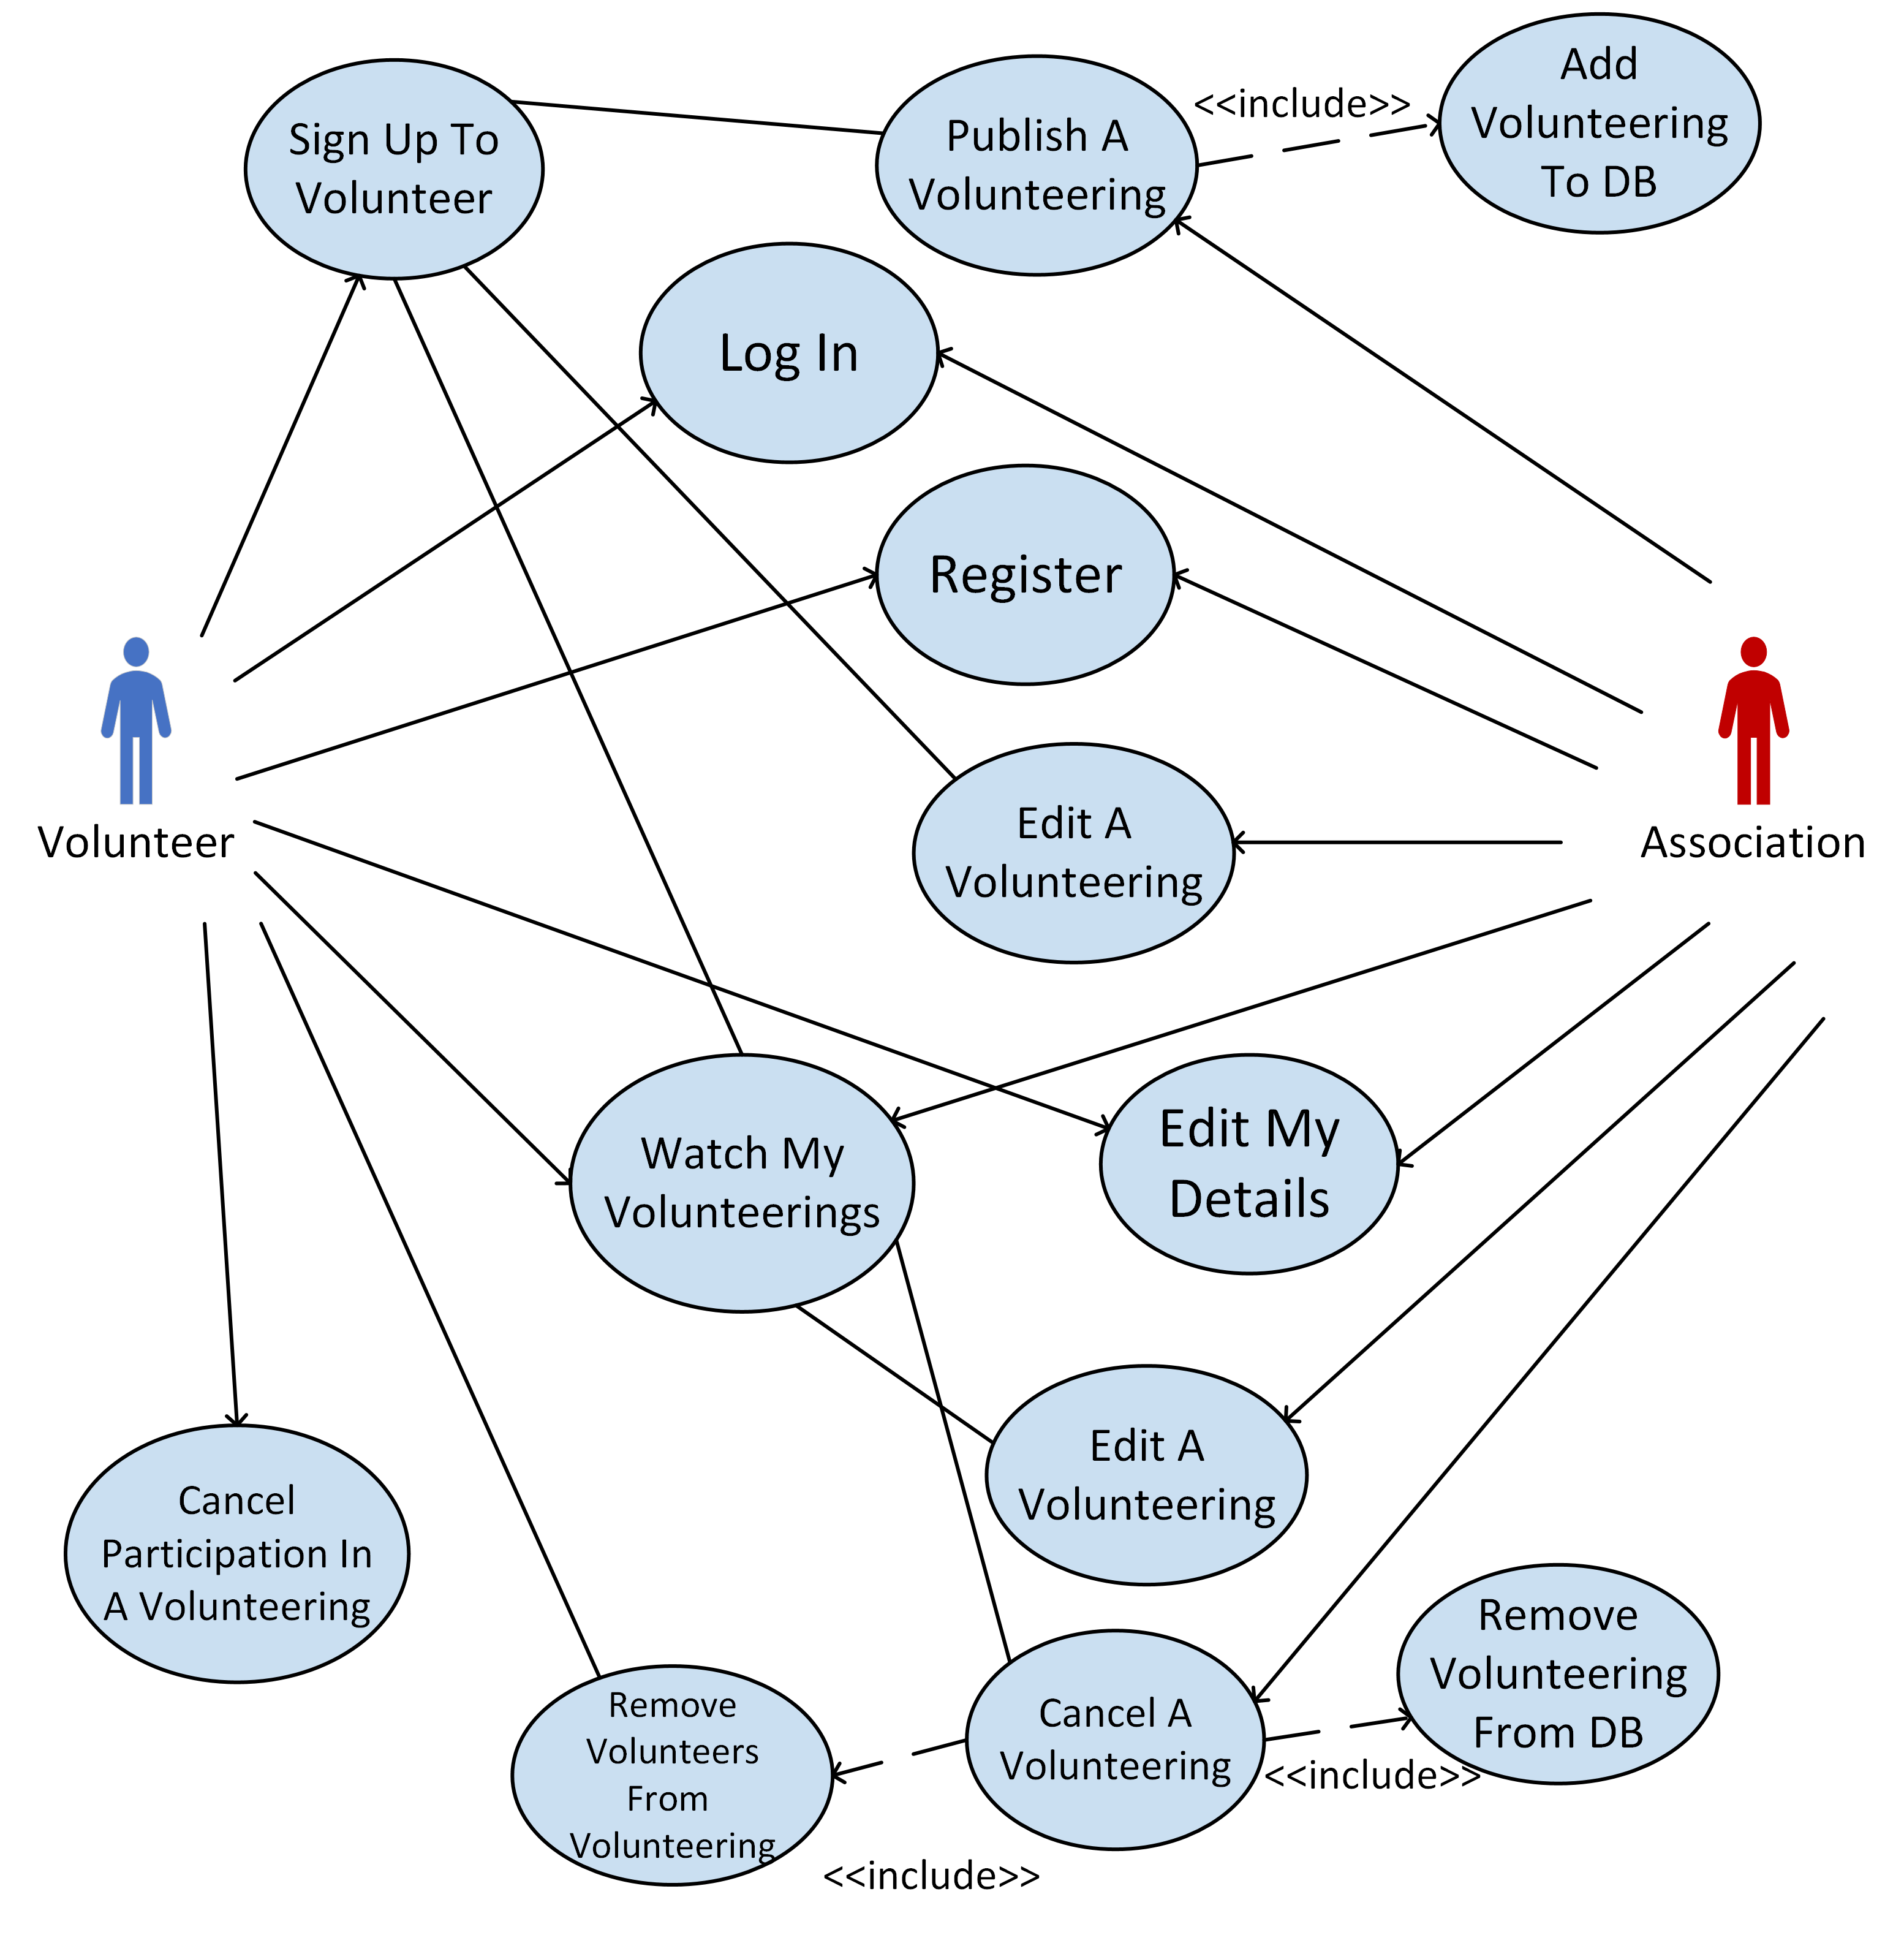 Add
Volunteering
To DB
<<include>>
Publish A
Volunteering
Sign Up To
Volunteer
Log In
Register
Edit A
Volunteering
Volunteer
Association
Watch My
Volunteerings
Edit My
Details
Edit A
Volunteering
Cancel
Participation In
A Volunteering
Remove
Volunteering
From DB
Cancel A
Volunteering
<<include>>
Remove
Volunteers
From
Volunteering
<<include>>